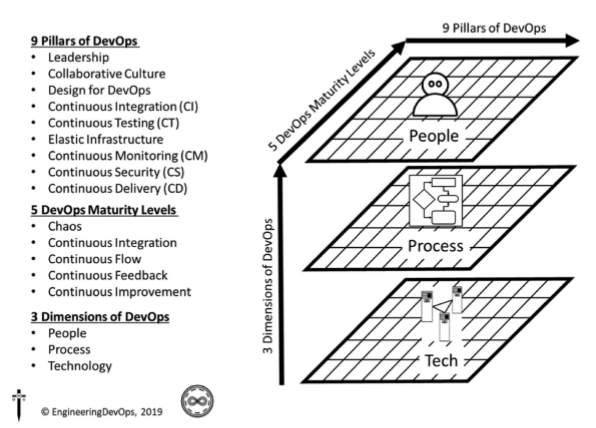 9 Pillars of DevOps
• Leadership
• Collaborative Culture
• Design for DevOps
• Continuous Integration (CI)
• Continuous Testing (CT)
• Elastic Infrastructure
• Continuous Monitoring (CM)
• Continuous Security (CS)
• Continuous Delivery (CD)
5 DevOps Maturity Levels
• Chaos
• Continuous Integration
• Continuous Flow
• Continuous Feedback
• Continuous Improvement
3 Dimensions of DevOps
• People
• Process
• Technology
© EngineeringDevOps, 2019
9 Pillars of DevOps
5 DevOps Maturity Levels
3 Dimensions of DevOps
People
Process
Tech